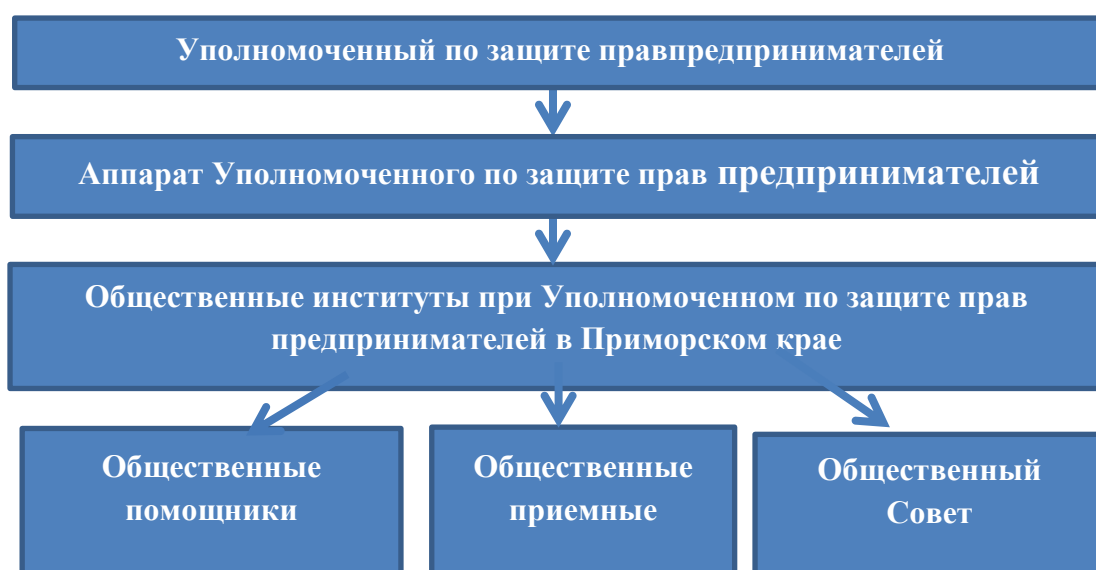 Уполномоченный по защите правпредпринимателей
Аппарат Уполномоченного по защите прав предпринимателей
Общественные институты при Уполномоченном по защите прав
предпринимателей в Приморском крае
Общественные
помощники
Общественные
приемные
Общественный
Совет